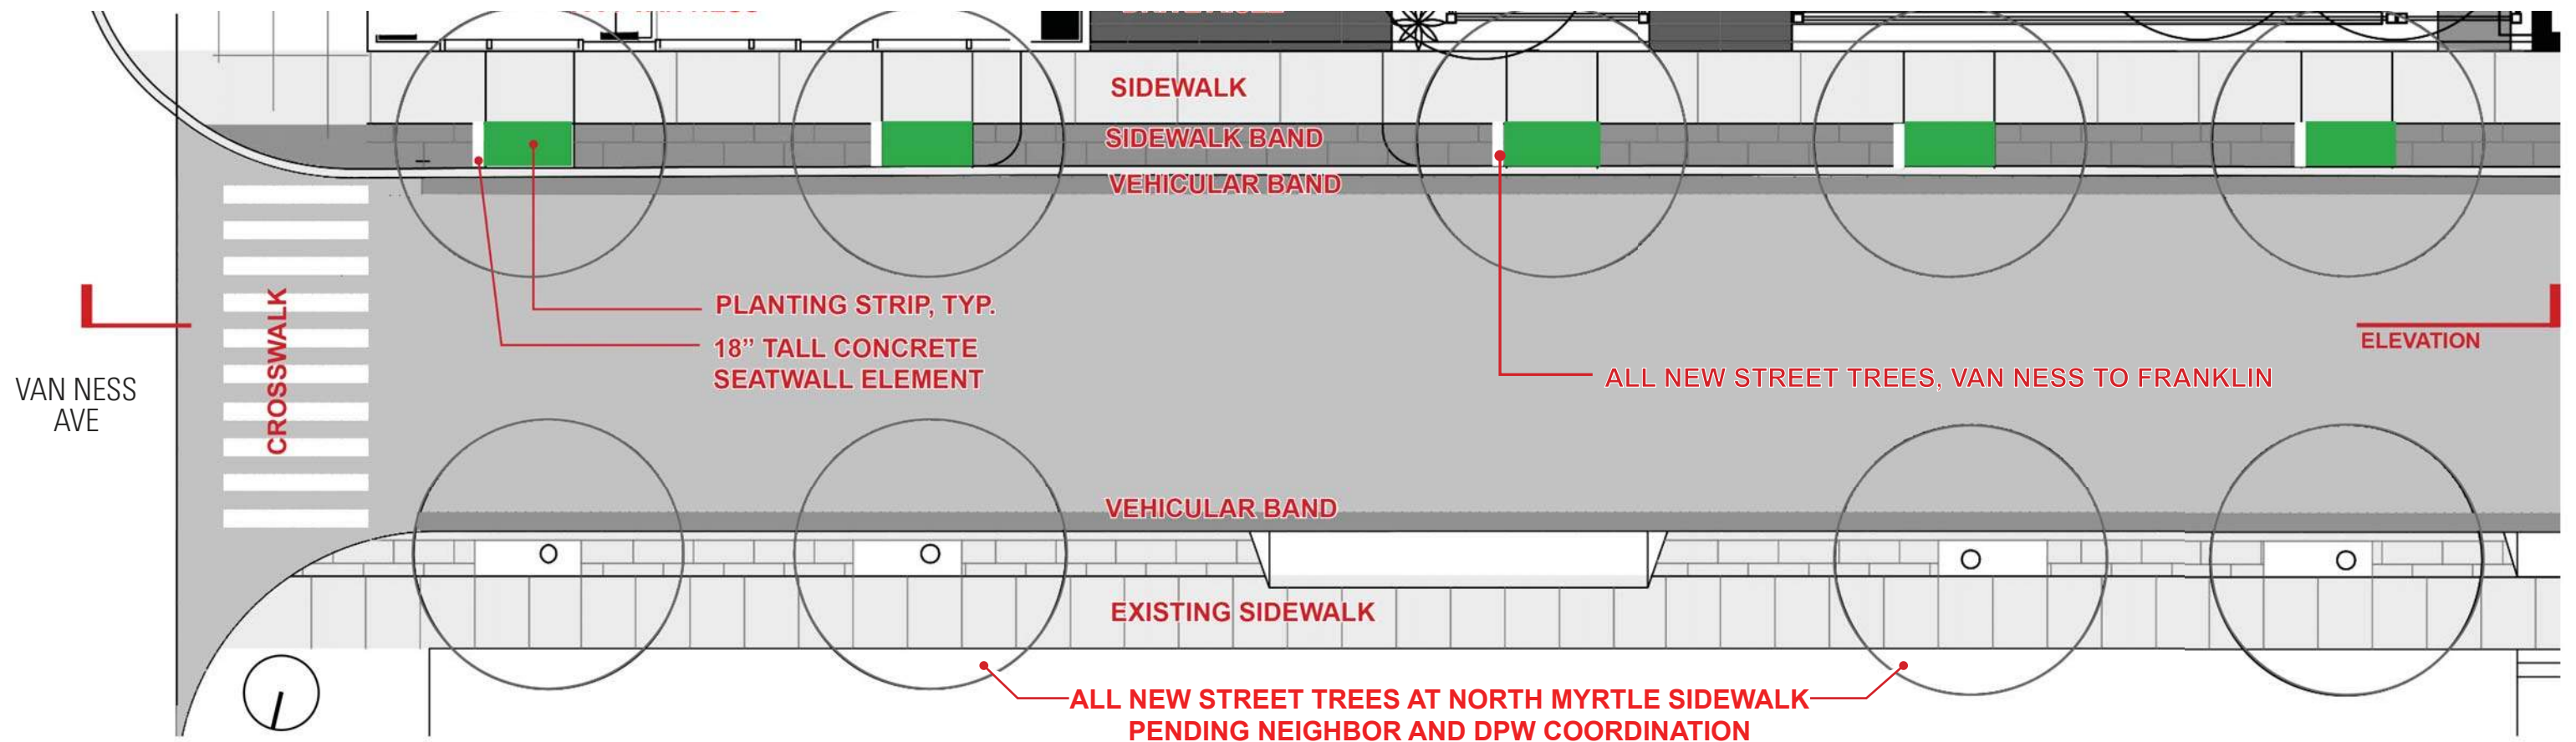 SIDEWALK
SIDEWALK BAND
VEHICULAR BAND
PLANTING STRIP, TYP.
18” TALL CONCRETE
SEATWALL ELEMENT
ELEVATION
ALL NEW STREET TREES, VAN NESS TO FRANKLIN
CROSSWALK
VAN NESS
AVE
VEHICULAR BAND
EXISTING SIDEWALK
ALL NEW STREET TREES AT NORTH MYRTLE SIDEWALK
PENDING NEIGHBOR AND DPW COORDINATION